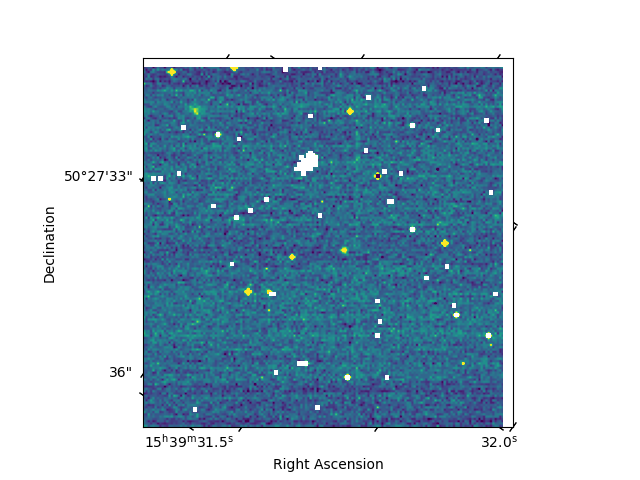 Declination
50°27'33"
36"
15ʰ39ᵐ31.5ˢ
32.0ˢ
Right Ascension